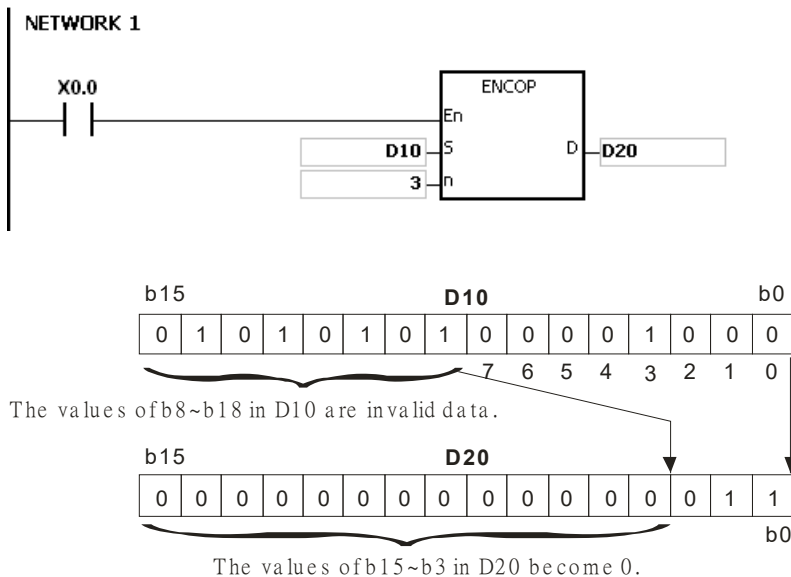 NETWORK 1
X0.0
ENCOP
En
D10 S D D20
3 n
b15 D10 b0
0 1 0 1 0 1 0 1 0 0 0 0 1 0 0 0
7 6 5 4 3 2 1 0
The values of b8~b18 in D10 are invalid data.
b15 D20
0 0 0 0 0 0 0 0 0 0 0 0 0 0 1 1
b0
The values of b15~b3 in D20 become 0.